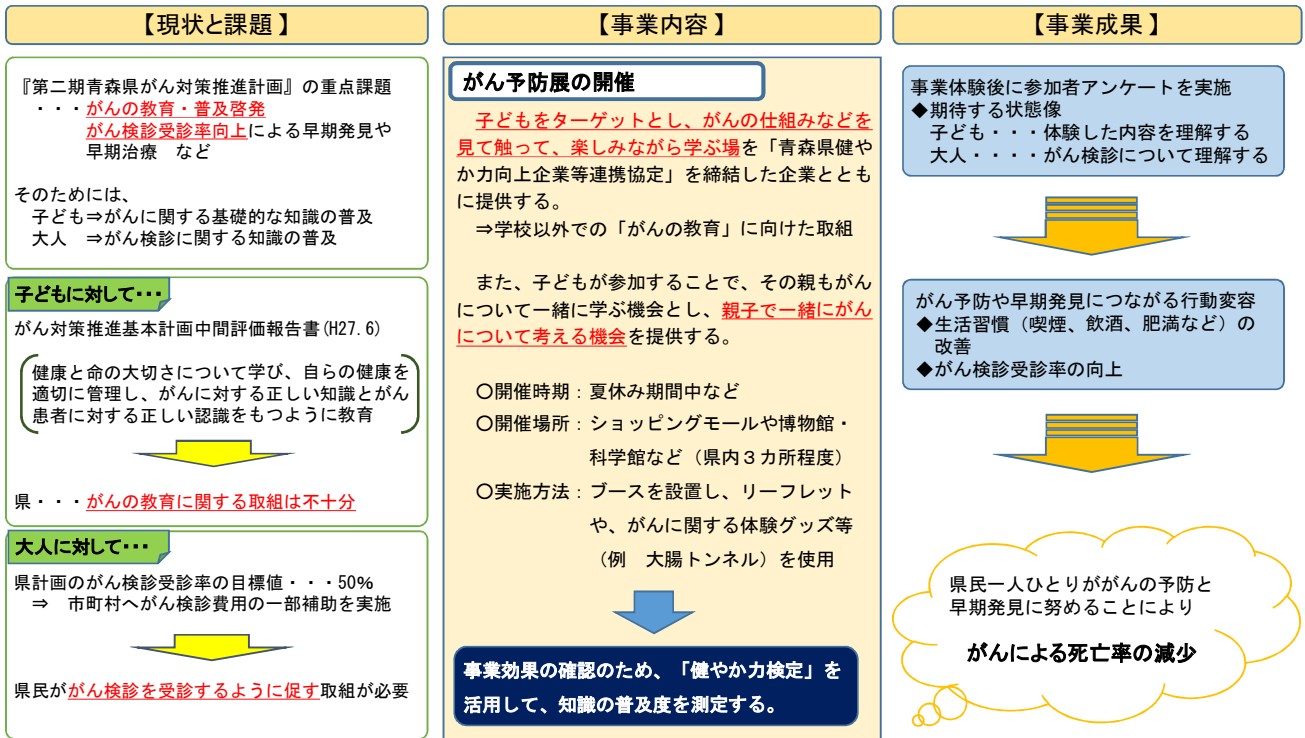 【現状と課題】
『第二期青森県がん対策推進計画』の重点課題
・・・がんの教育・普及啓発
がん検診受診率向上による早期発見や
早期治療　など
そのためには、
子ども⇒がんに関する基礎的な知識の普及
大人　⇒がん検診に関する知識の普及
子どもに対して･･･
がん対策推進基本計画中間評価報告書(H27.6)
健康と命の大切さについて学び、自らの健康を
適切に管理し、がんに対する正しい知識とがん
患者に対する正しい認識をもつように教育
県・・・がんの教育に関する取組は不十分
大人に対して･･･
県計画のがん検診受診率の目標値・・・50%
⇒　市町村へがん検診費用の一部補助を実施
県民ががん検診を受診するように促す取組が必要
【事業内容】
がん予防展の開催
子どもをターゲットとし、がんの仕組みなどを
見て触って、楽しみながら学ぶ場を「青森県健や
か力向上企業等連携協定」を締結した企業ととも
に提供する。
⇒学校以外での「がんの教育」に向けた取組
また、子どもが参加することで、その親もがん
について一緒に学ぶ機会とし、親子で一緒にがん
について考える機会を提供する。
〇開催時期：夏休み期間中など
〇開催場所：ショッピングモールや博物館・
科学館など（県内３カ所程度）
〇実施方法：ブースを設置し、リーフレット
や、がんに関する体験グッズ等
（例　大腸トンネル）を使用
事業効果の確認のため、「健やか力検定」を
活用して、知識の普及度を測定する。
【事業成果】
事業体験後に参加者アンケートを実施
◆期待する状態像
子ども・・・体験した内容を理解する
大人・・・・がん検診について理解する
がん予防や早期発見につながる行動変容
◆生活習慣（喫煙、飲酒、肥満など）の
改善
◆がん検診受診率の向上
県民一人ひとりががんの予防と
早期発見に努めることにより
がんによる死亡率の減少